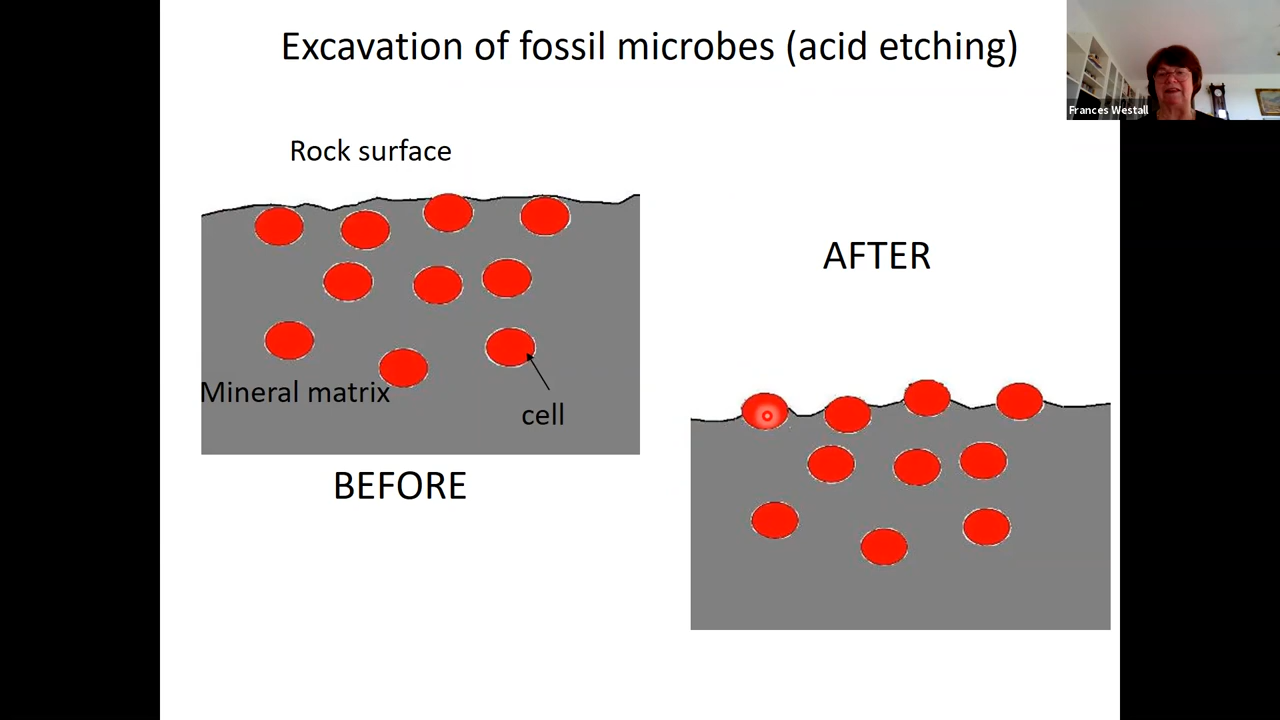 Excavation of fossil microbes (acid etching)
Frances Westall
Rock surface
AFTER
Mineral matrix
cell
BEFORE